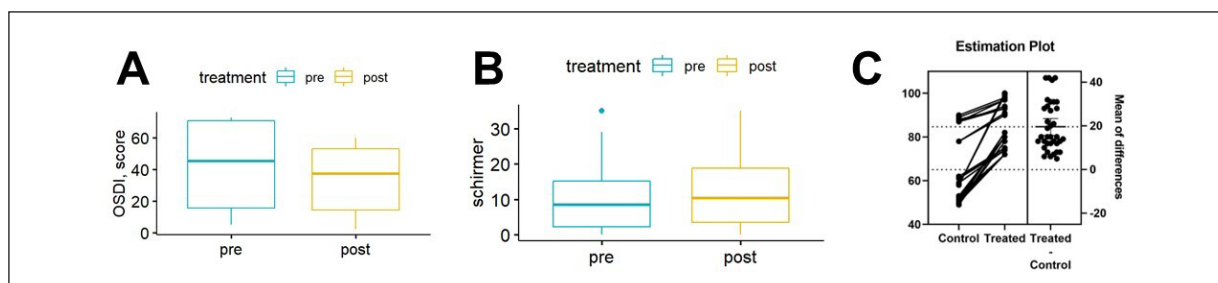 A
treatment pre post
OSDI, score
60
40
20
0
pre post
B
treatment pre post
schirmer
30
20
10
0
pre post
C
Estimation Plot
100
80
60
40
40
20
0
-20
Mean of differences
Control Treated Treated
-
Control